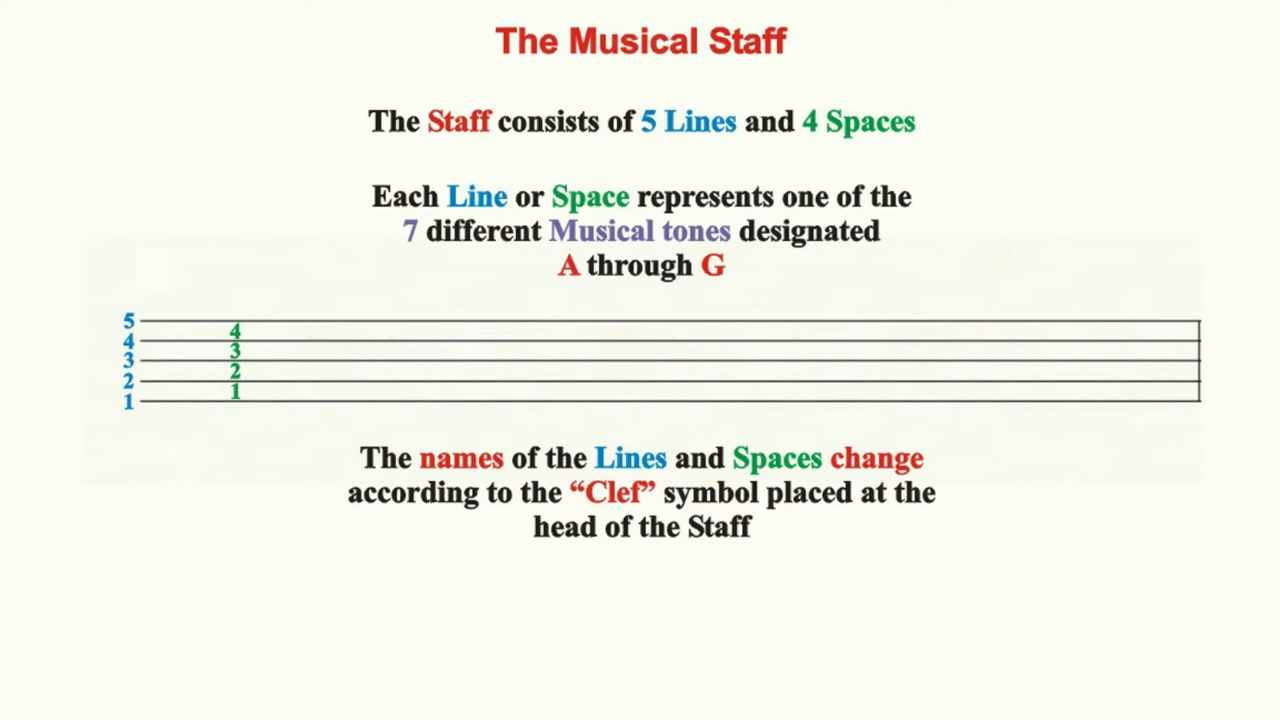 The Musical Staff
The Staff consists of 5 Lines and 4 Spaces
Each Line or Space represents one of the
7 different Musical tones designated
A through G
5
4
4
3
3
2
2
1
1
The names of the Lines and Spaces change
according to the “Clef” symbol placed at the
head of the Staff